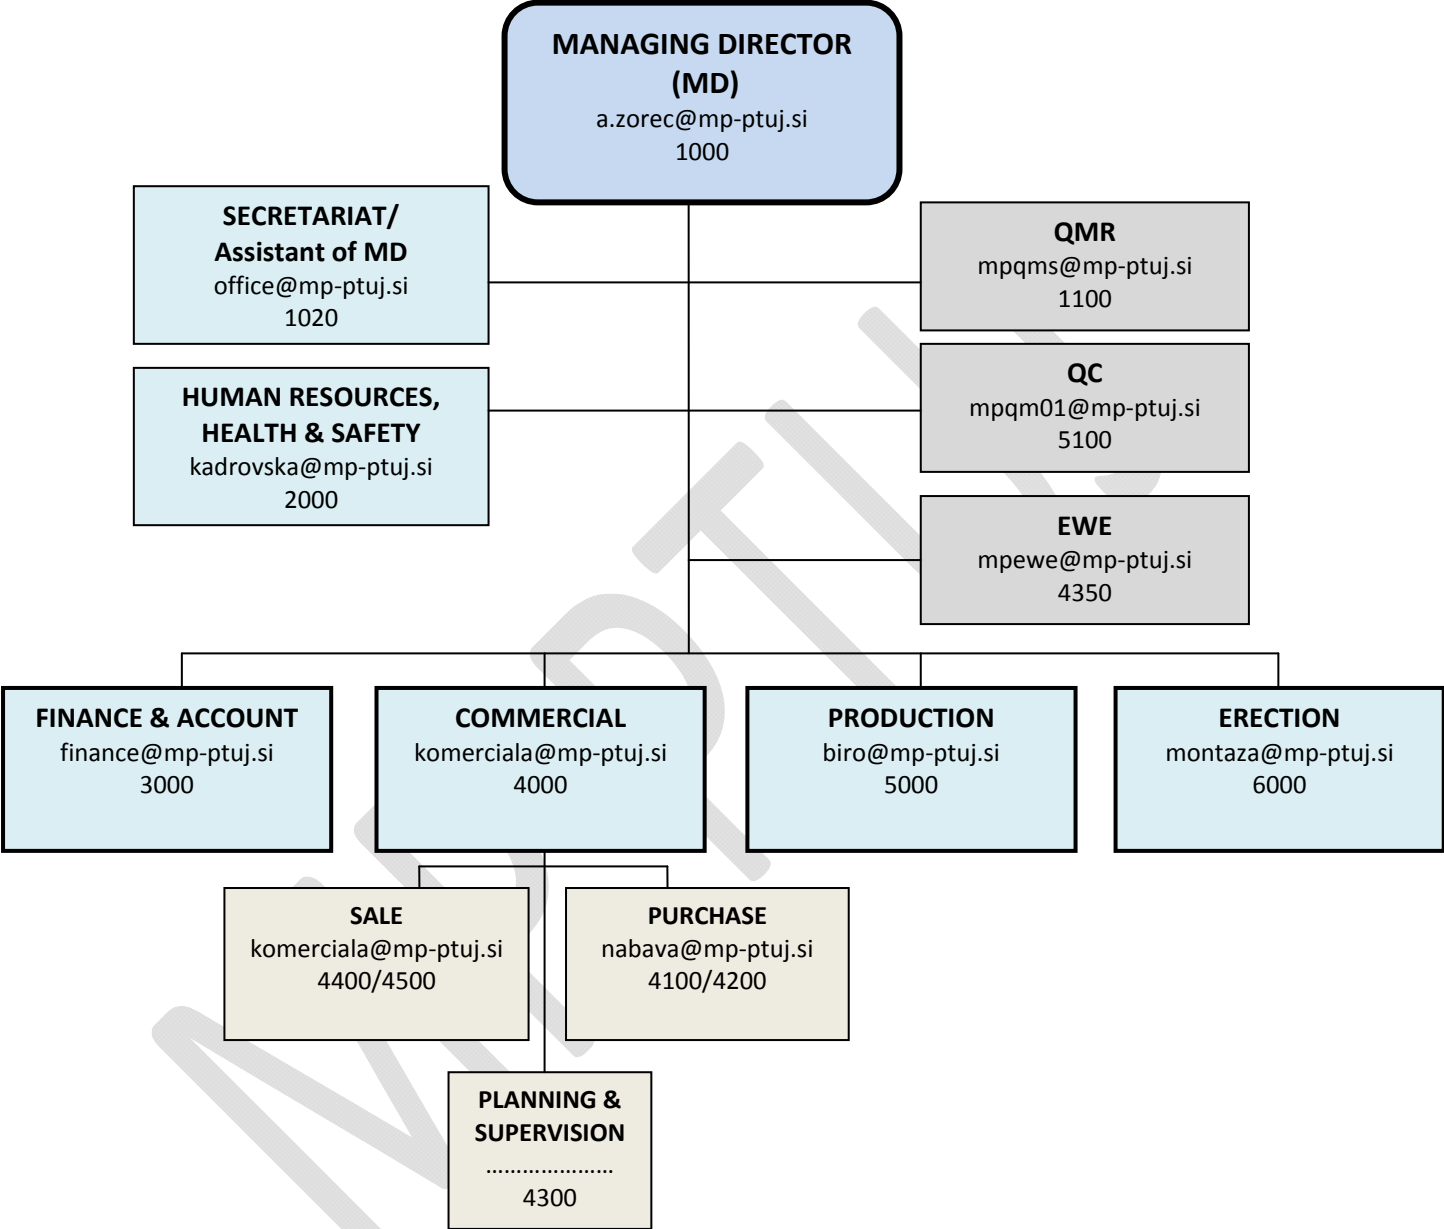 MANAGING DIRECTOR
(MD)
a.zorec@mp-ptuj.si
1000
SECRETARIAT/
Assistant of MD
office@mp-ptuj.si
1020
QMR
mpqms@mp-ptuj.si
1100
HUMAN RESOURCES,
HEALTH & SAFETY
kadrovska@mp-ptuj.si
2000
QC
mpqm01@mp-ptuj.si
5100
EWE
mpewe@mp-ptuj.si
4350
FINANCE & ACCOUNT
finance@mp-ptuj.si
3000
COMMERCIAL
komerciala@mp-ptuj.si
4000
PRODUCTION
biro@mp-ptuj.si
5000
ERECTION
montaza@mp-ptuj.si
6000
SALE
komerciala@mp-ptuj.si
4400/4500
PURCHASE
nabava@mp-ptuj.si
4100/4200
PLANNING &
SUPERVISION
…………………
4300